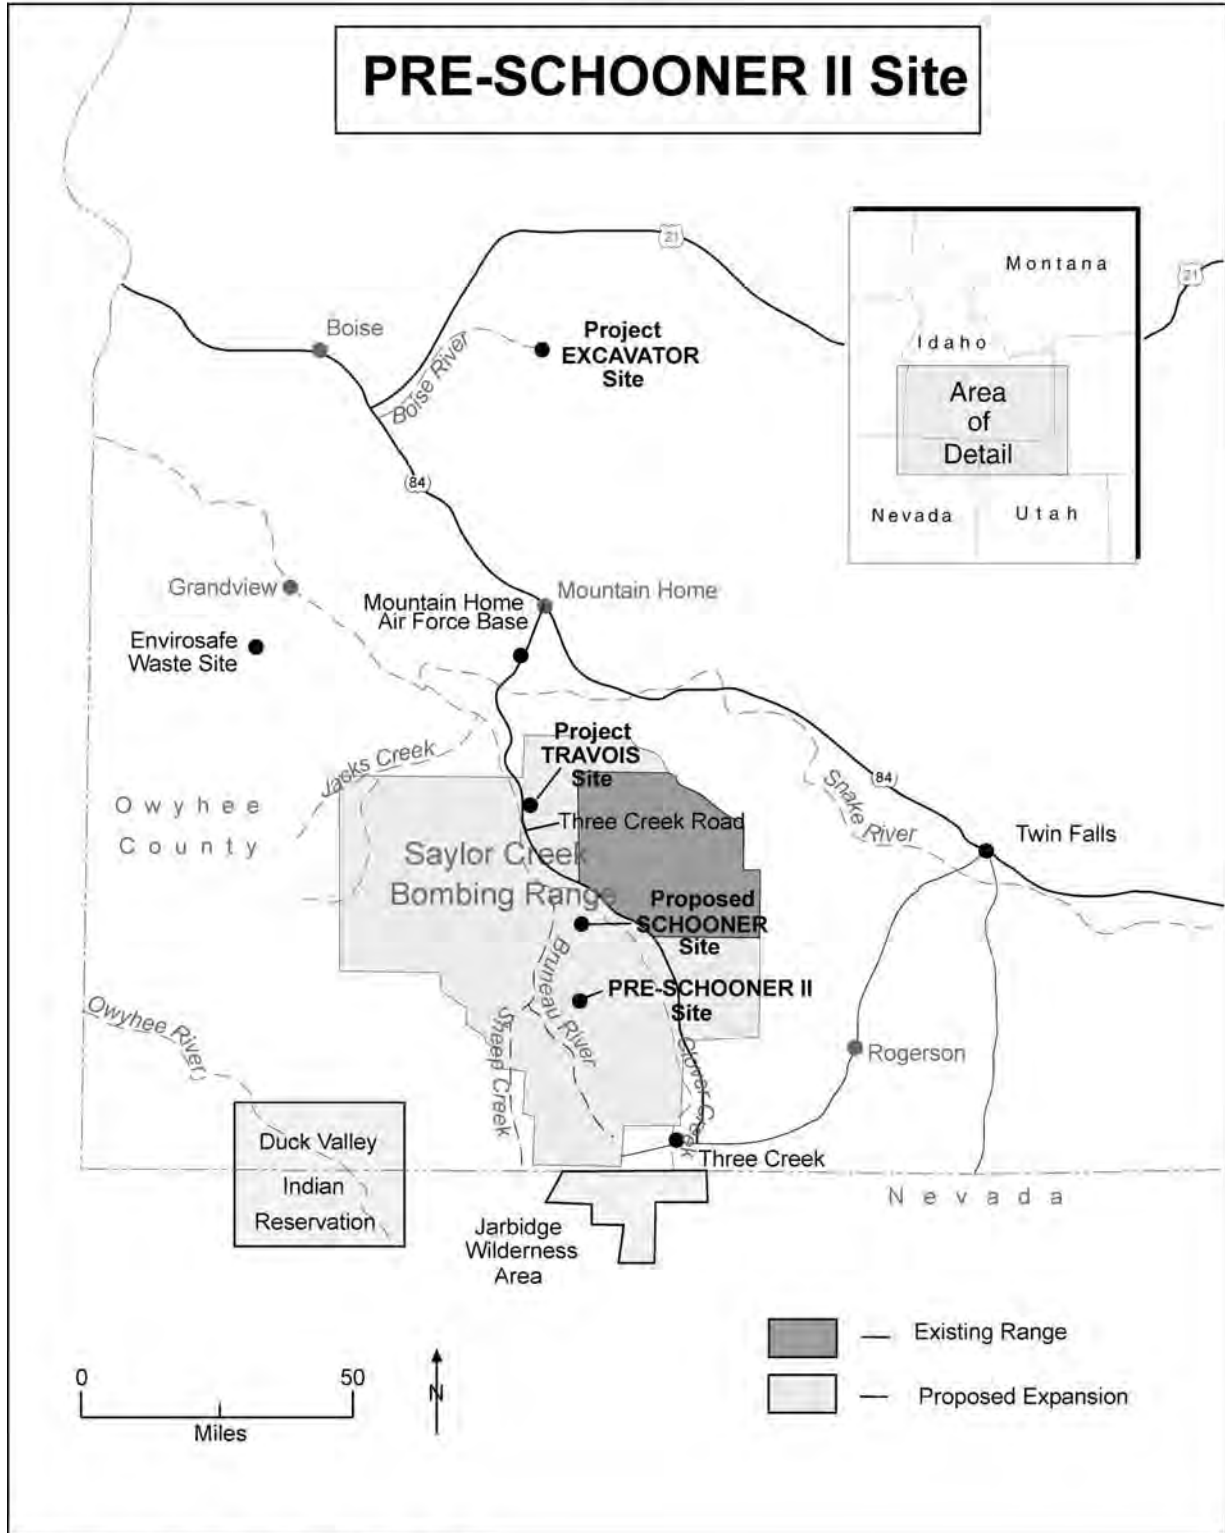 PRE-SCHOONER II Site
21
Montana
21
Boise
Project
EXCAVATOR
Site
Idaho
Boise River
Area
of
Detail
84
Nevada
Utah
Grandview
Mountain Home
Air Force Base
Mountain Home
Envirosafe
Waste Site
Project
TRAVOIS
Site
Jacks Creek
84
Snake
River
Owyhee
County
Three Creek Road
Twin Falls
Saylor Creek
Bombing Range
Proposed
SCHOONER
Site
Bruneau River
PRE-SCHOONER II
Site
Owyhee River
Sheep Creek
Clover Creek
Rogerson
Duck Valley
Indian
Reservation
Three Creek
Nevada
Jarbidge
Wilderness
Area
Existing Range
0
50
Miles
N
Proposed Expansion